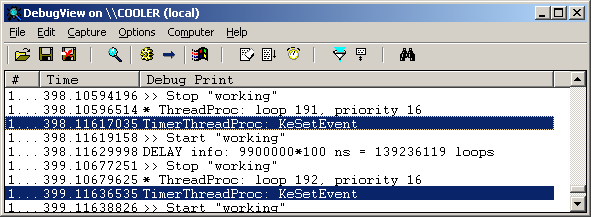 DebugView on \\COOLER (local)
File Edit Capture Options Computer Help
# Time Debug Print
1... 398.10594196 >> Stop "working"
1... 398.10596514 * ThreadProc: loop 191, priority 16
1... 398.11617035 TimerThreadProc: KeSetEvent
1... 398.11619158 >> Start "working"
1... 398.11629998 DELAY info: 9900000*100 ns = 139236119 loops
1... 399.10677251 >> Stop "working"
1... 399.10679625 * ThreadProc: loop 192, priority 16
1... 399.11636535 TimerThreadProc: KeSetEvent
1... 399.11638826 >> Start "working"